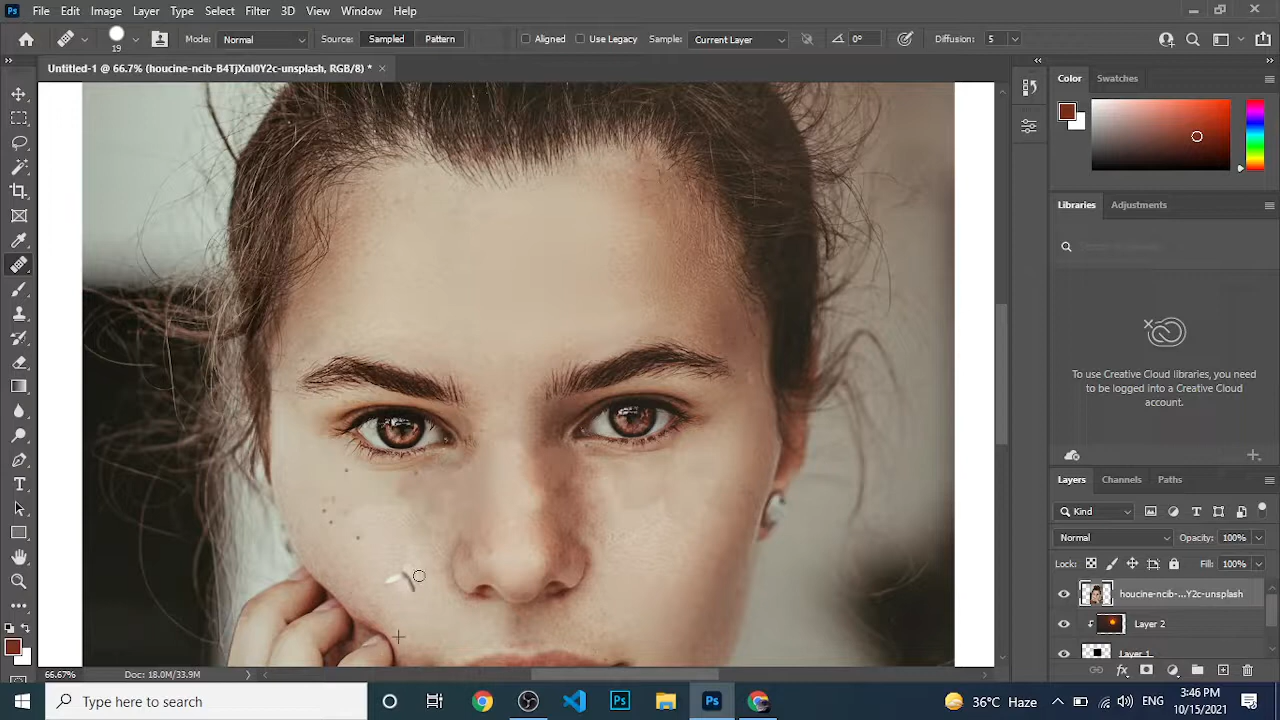 Ps File Edit Image Layer Type Select Filter 3D View Window Help
19 Mode: Normal Source: Sampled Pattern Aligned Use Legacy Sample: Current Layer 0° Diffusion: 5
Untitled-1 @ 66.7% (houcine-ncib-B4TjXnI0Y2c-unsplash, RGB/8) *
Color Swatches
Libraries Adjustments
To use Creative Cloud libraries, you
need to be logged into a Creative Cloud
account.
Layers Channels Paths
Kind
Normal Opacity: 100%
Lock: Fill: 100%
houcine-ncib-...Y2c-unsplash
Layer 2
Layer 1
66.67% Doc: 18.0M/33.9M
Type here to search
Ps Ps
36°C Haze
3:46 PM
10/15/2021